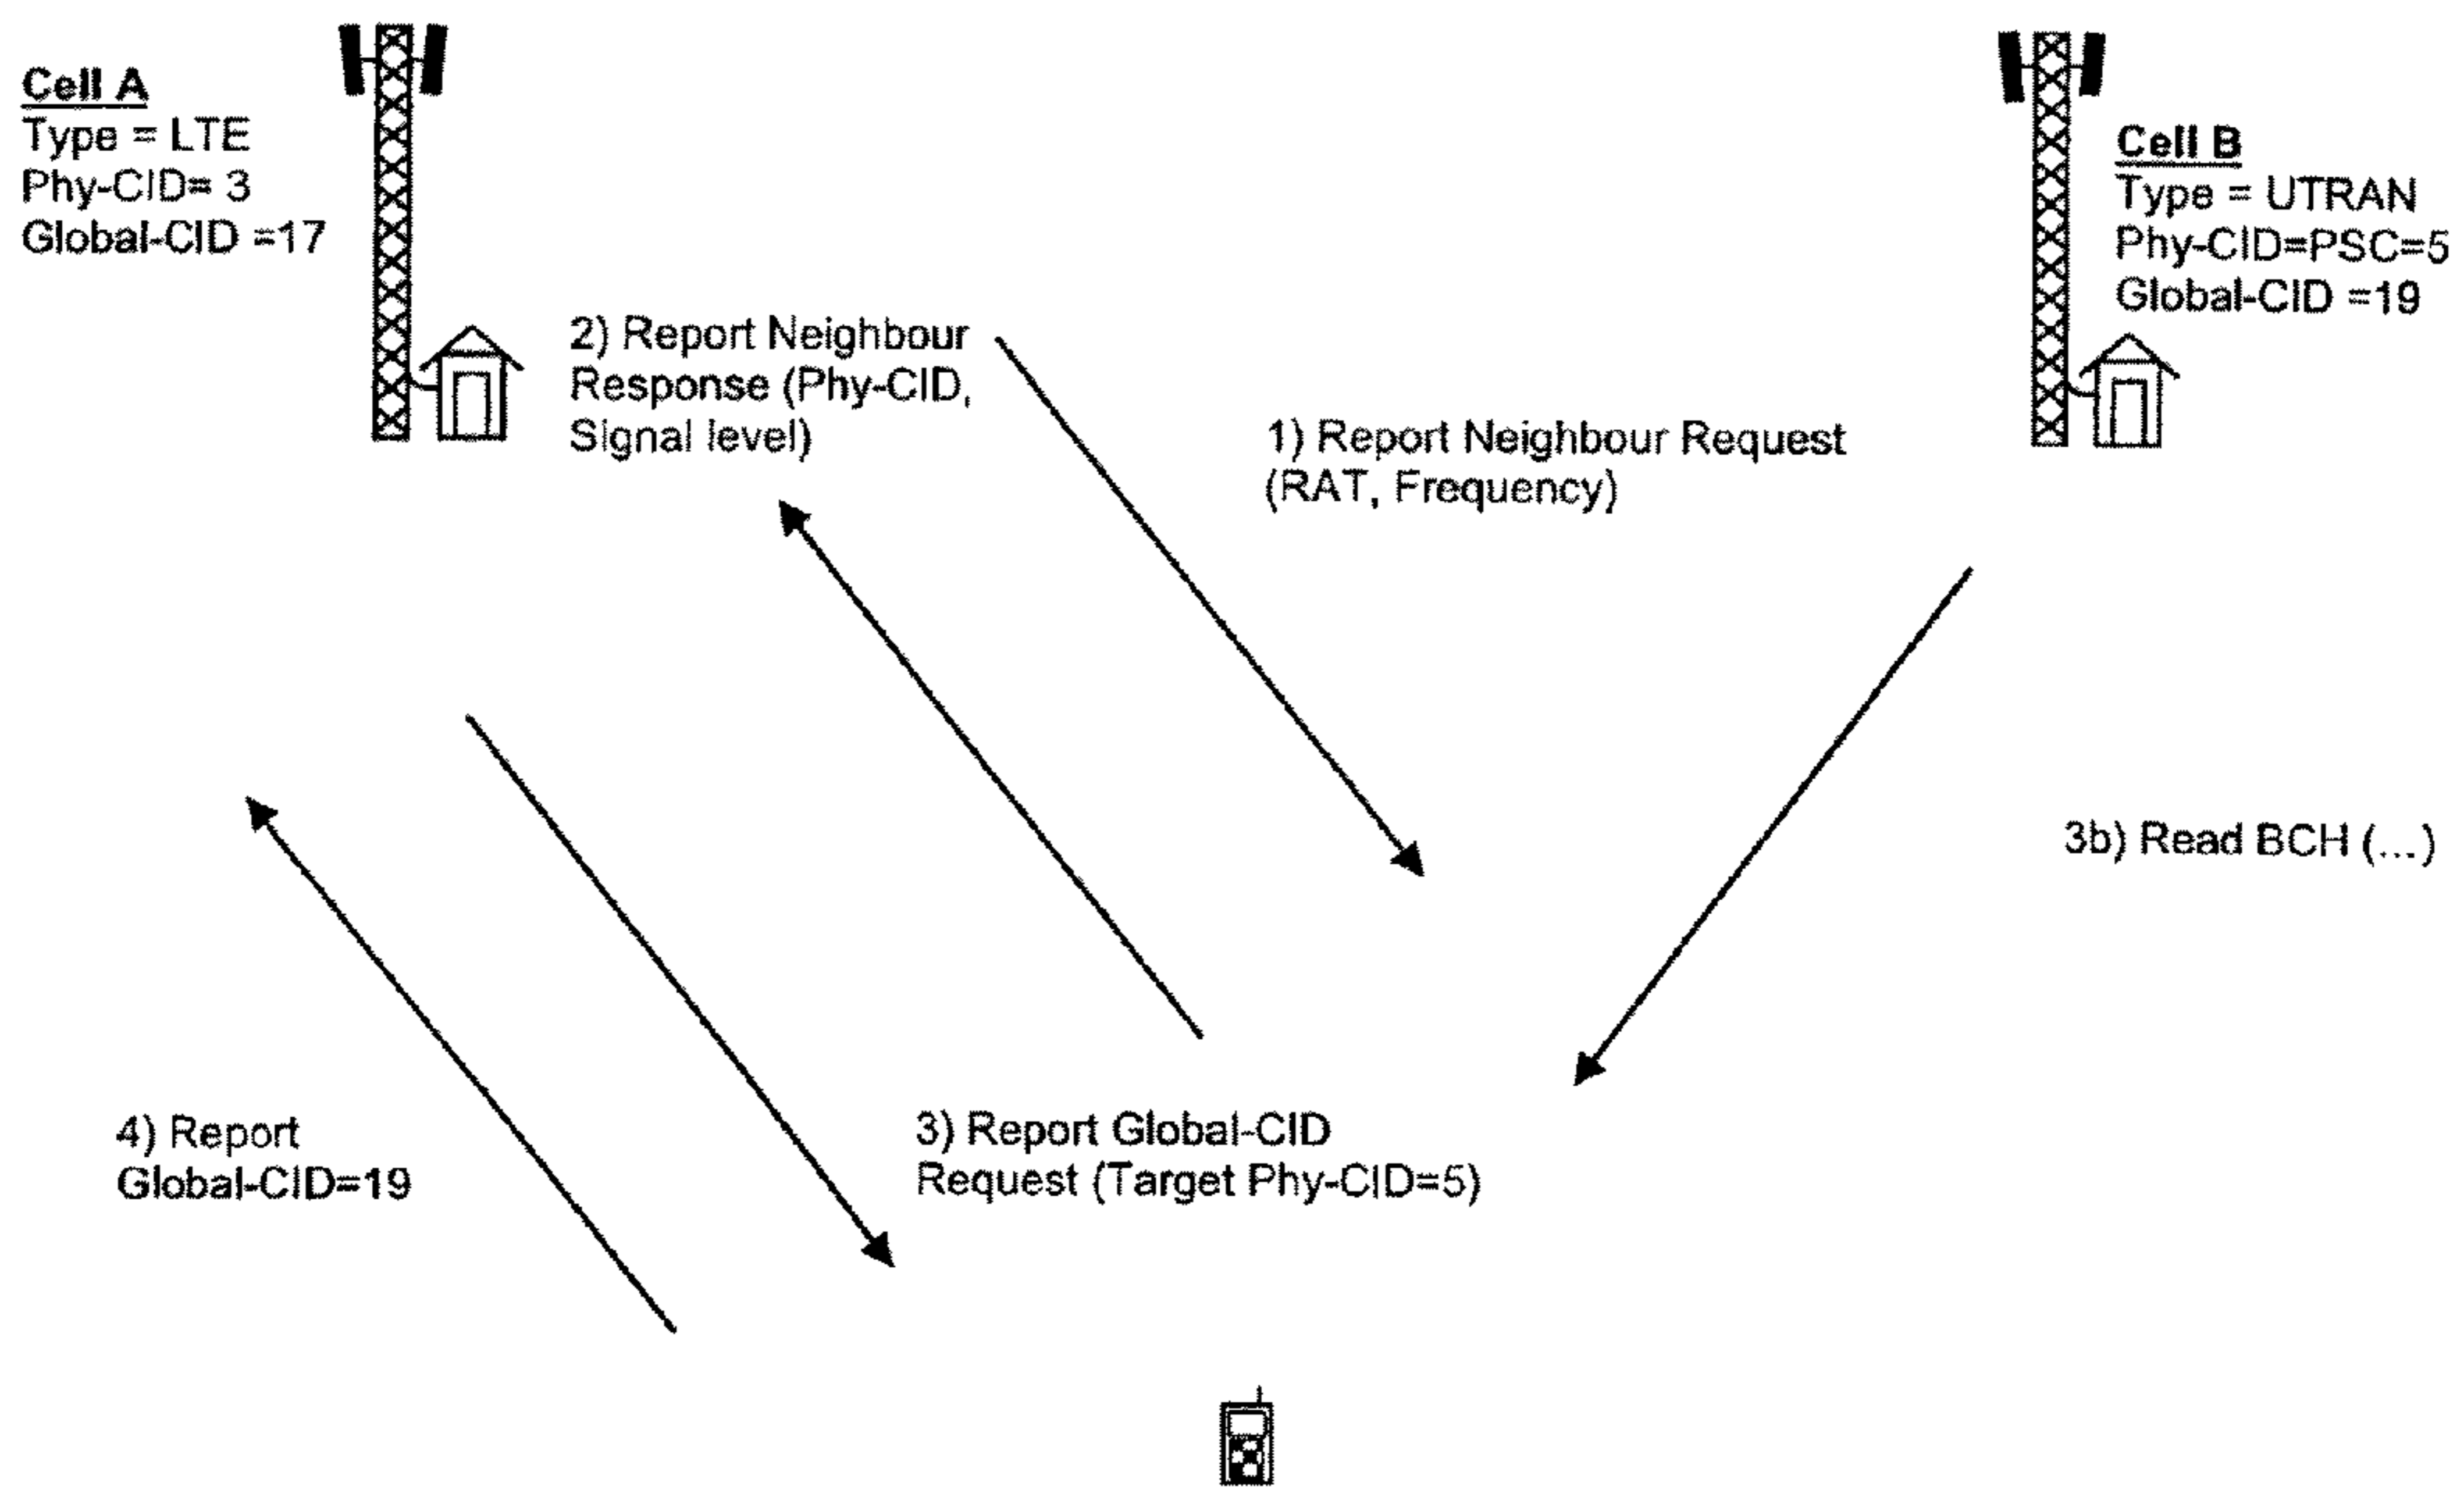 Cell A
Type = LTE
Phy-CID= 3
Global-CID =17
Cell B
Type = UTRAN
Phy-CID=PSC=5
Global-CID =19
2) Report Neighbour
Response (Phy-CID,
Signal level)
1) Report Neighbour Request
(RAT, Frequency)
3b) Read BCH (...)
4) Report
Global-CID=19
3) Report Global-CID
Request (Target Phy-CID=5)